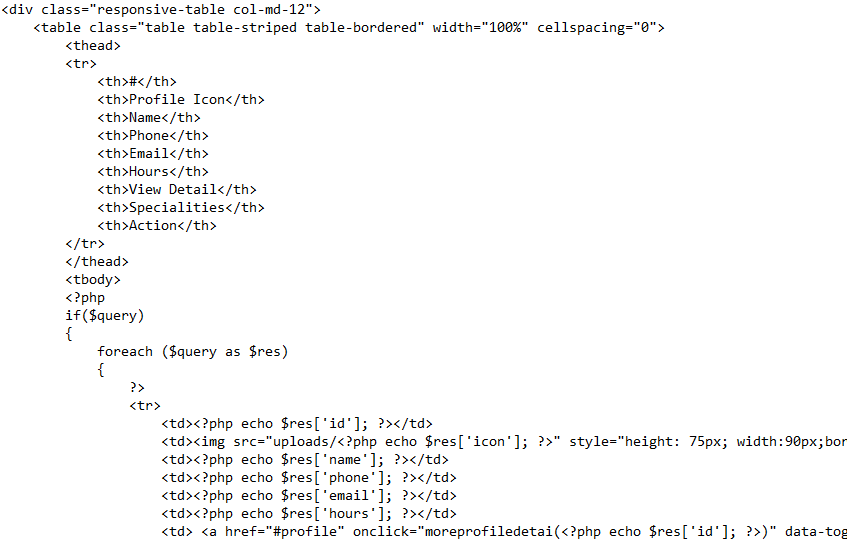 <div class="responsive-table col-md-12">
<table class="table table-striped table-bordered" width="100%" cellspacing="0">
<thead>
<tr>
<th>#</th>
<th>Profile Icon</th>
<th>Name</th>
<th>Phone</th>
<th>Email</th>
<th>Hours</th>
<th>View Detail</th>
<th>Specialities</th>
<th>Action</th>
</tr>
</thead>
<tbody>
<?php
if($query)
{
foreach ($query as $res)
{
?>
<tr>
<td><?php echo $res['id']; ?></td>
<td><img src="uploads/<?php echo $res['icon']; ?>" style="height: 75px; width:90px;bor
<td><?php echo $res['name']; ?></td>
<td><?php echo $res['phone']; ?></td>
<td><?php echo $res['email']; ?></td>
<td><?php echo $res['hours']; ?></td>
<td> <a href="#profile" onclick="moreprofiledetai(<?php echo $res['id']; ?>)" data-tog